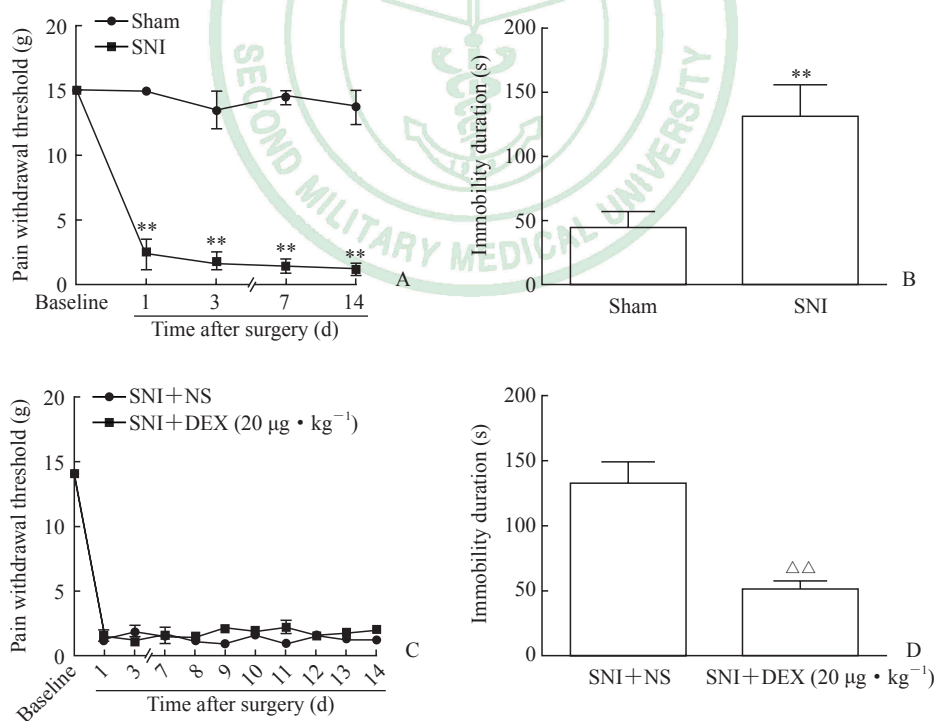 20
15
10
5
0
Pain withdrawal threshold (g)
Sham
SNI
**
**
**
**
Baseline
1
3
7
14
Time after surgery (d)
A
200
150
100
50
0
Immobility duration (s)
**
Sham
SNI
B
SECOND MILITARY MEDICAL UNIVERSITY
20
15
10
5
0
Pain withdrawal threshold (g)
SNI+NS
SNI+DEX (20 μg・kg⁻¹)
Baseline
1
3
7
8
9
10
11
12
13
14
Time after surgery (d)
C
200
150
100
50
0
Immobility duration (s)
△△
SNI+NS
SNI+DEX (20 μg・kg⁻¹)
D